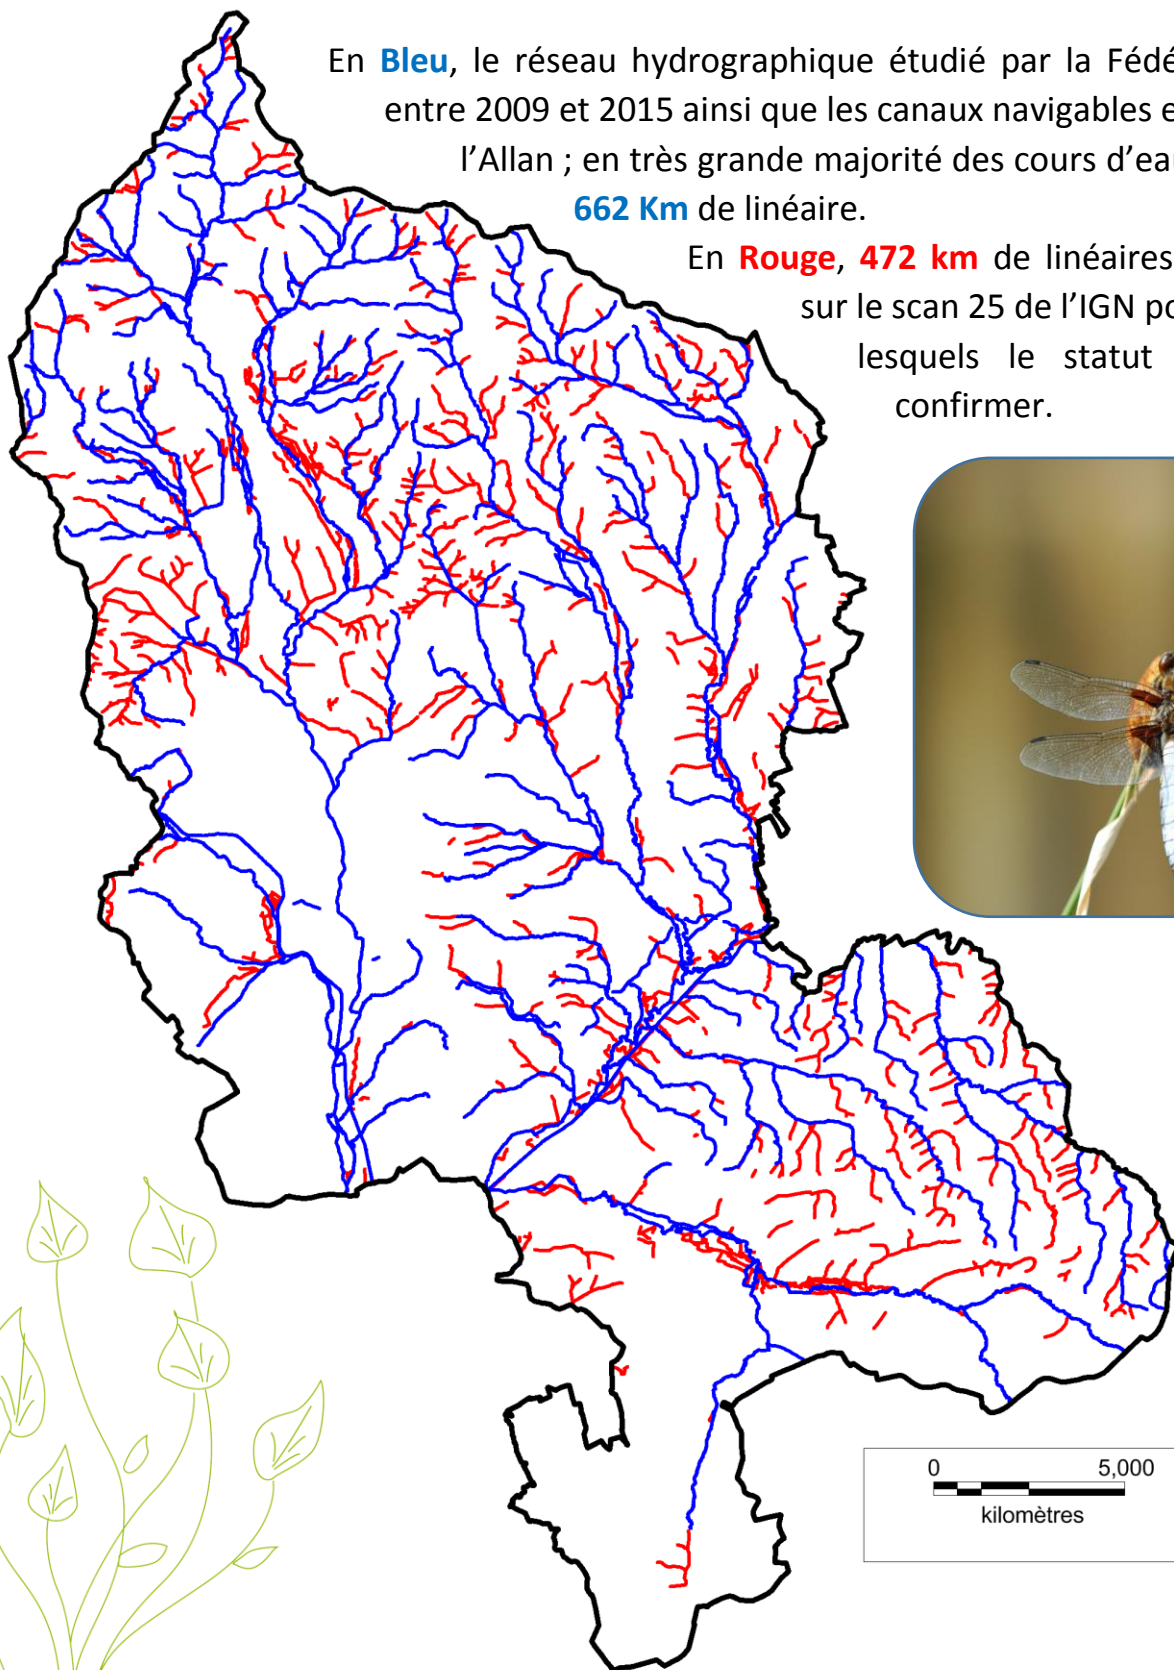 En Bleu, le réseau hydrographique étudié par la Fédé
entre 2009 et 2015 ainsi que les canaux navigables e
l’Allan ; en très grande majorité des cours d’eau
662 Km de linéaire.
En Rouge, 472 km de linéaires
sur le scan 25 de l’IGN po
lesquels le statut
confirmer.
0 5,000
kilomètres